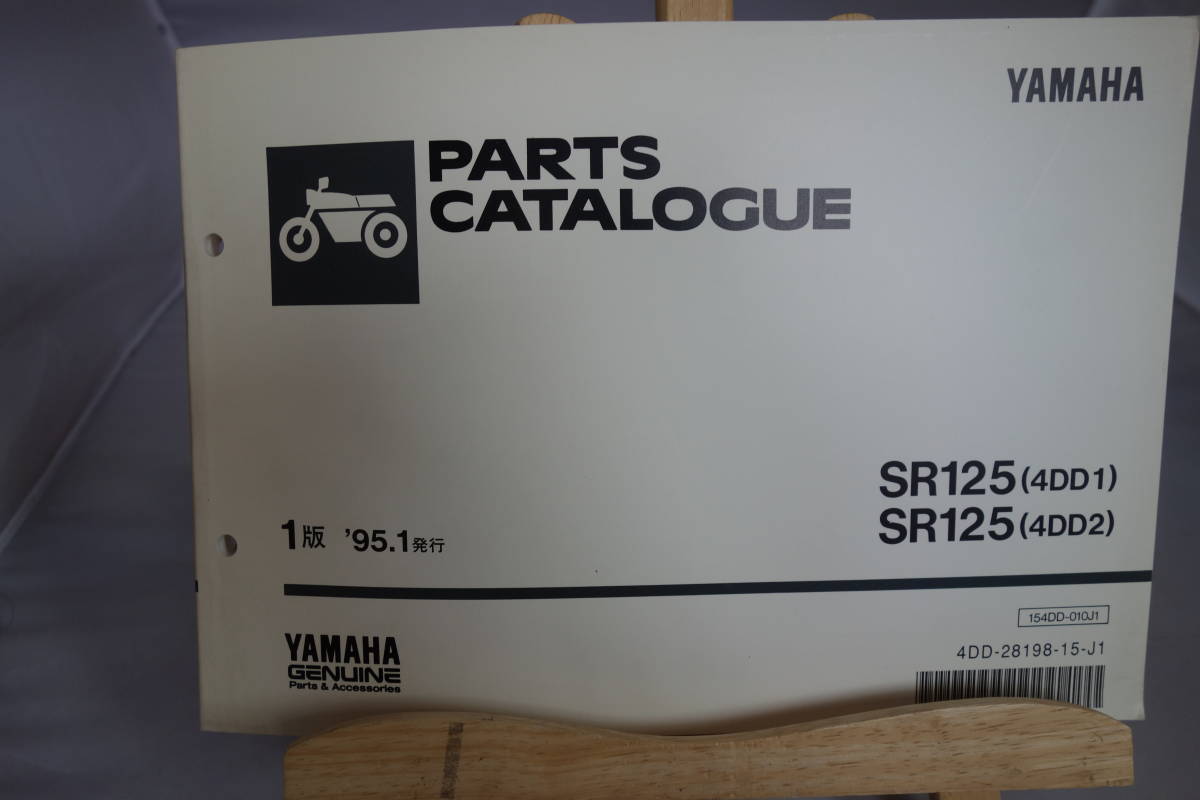 YAMAHA
PARTS
CATALOGUE
SR125 (4DD1)
SR125 (4DD2)
1版 '95.1発行
154DD-010J1
4DD-28198-15-J1
YAMAHA
GENUINE
Parts & Accessories